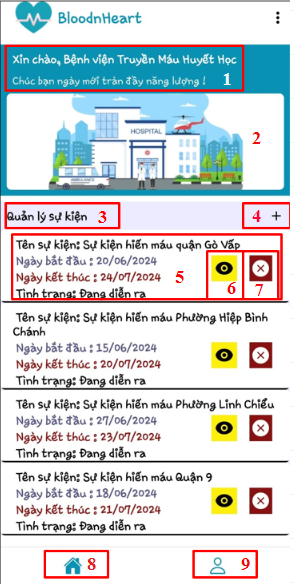 BloodnHeart
Xin chào, Bệnh viện Truyền Máu Huyết Học
Chúc bạn ngày mới tràn đầy năng lượng !
1
HOSPITAL
2
Quản lý sự kiện
3
4
+
Tên sự kiện: Sự kiện hiến máu quận Gò Vấp
Ngày bắt đầu : 20/06/2024
Ngày kết thúc : 24/07/2024
Tình trạng: Đang diễn ra
5
6
7
Tên sự kiện: Sự kiện hiến máu Phường Hiệp Bình
Chánh
Ngày bắt đầu : 15/06/2024
Ngày kết thúc : 20/07/2024
Tình trạng: Đang diễn ra
Tên sự kiện: Sự kiện hiến máu Phường Linh Chiểu
Ngày bắt đầu : 27/06/2024
Ngày kết thúc : 23/07/2024
Tình trạng: Đang diễn ra
Tên sự kiện: Sự kiện hiến máu Quận 9
Ngày bắt đầu : 18/06/2024
Ngày kết thúc : 21/07/2024
Tình trạng: Đang diễn ra
8
9